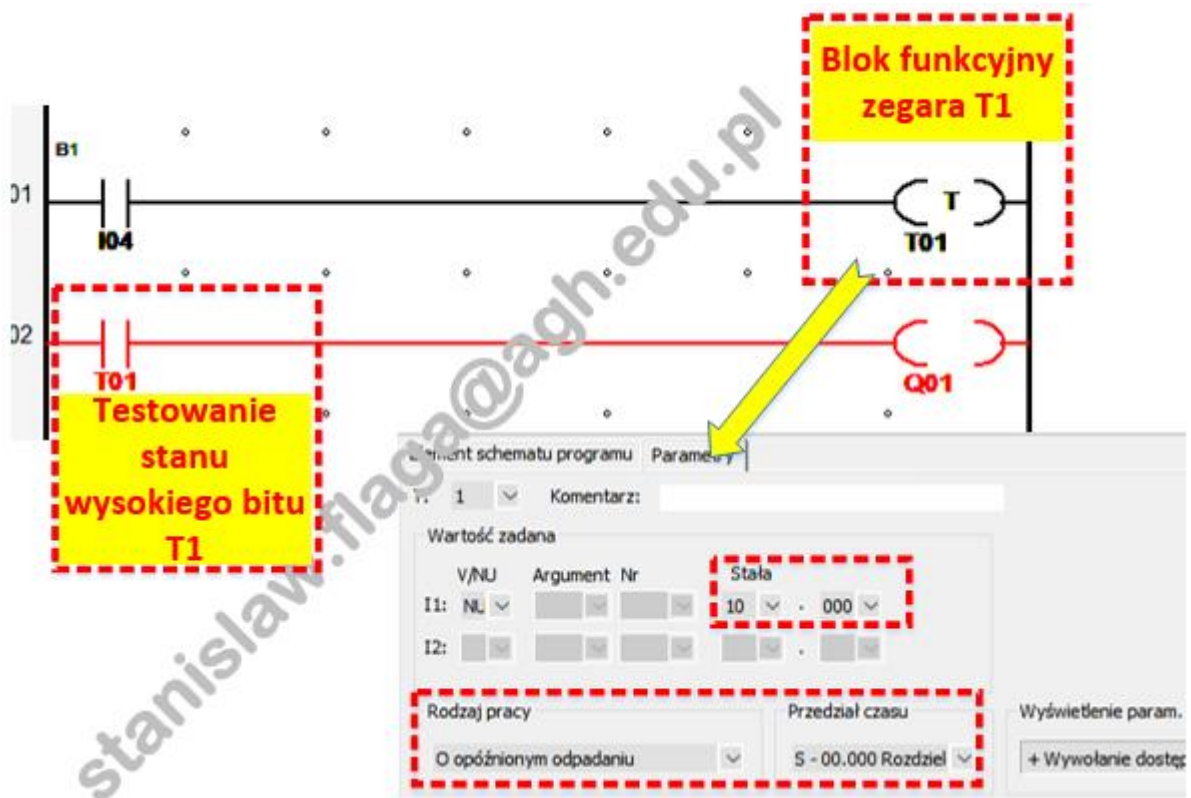 Blok funkcyjny
zegara T1
B1
01
I04
T
T01
02
T01
Q01
Testowanie
stanu
wysokiego bitu
T1
stanislaw.flaga@agh.edu.pl
schematu programu
1
Komentarz:
Wartość zadana
V/NU Argument Nr Stała
I1: NU 10 . 000
I2: .
Rodzaj pracy Przedział czasu Wyświetlenie param.
O opóźnionym odpadaniu S - 00.000 Rozdziel + Wywołanie dostęp